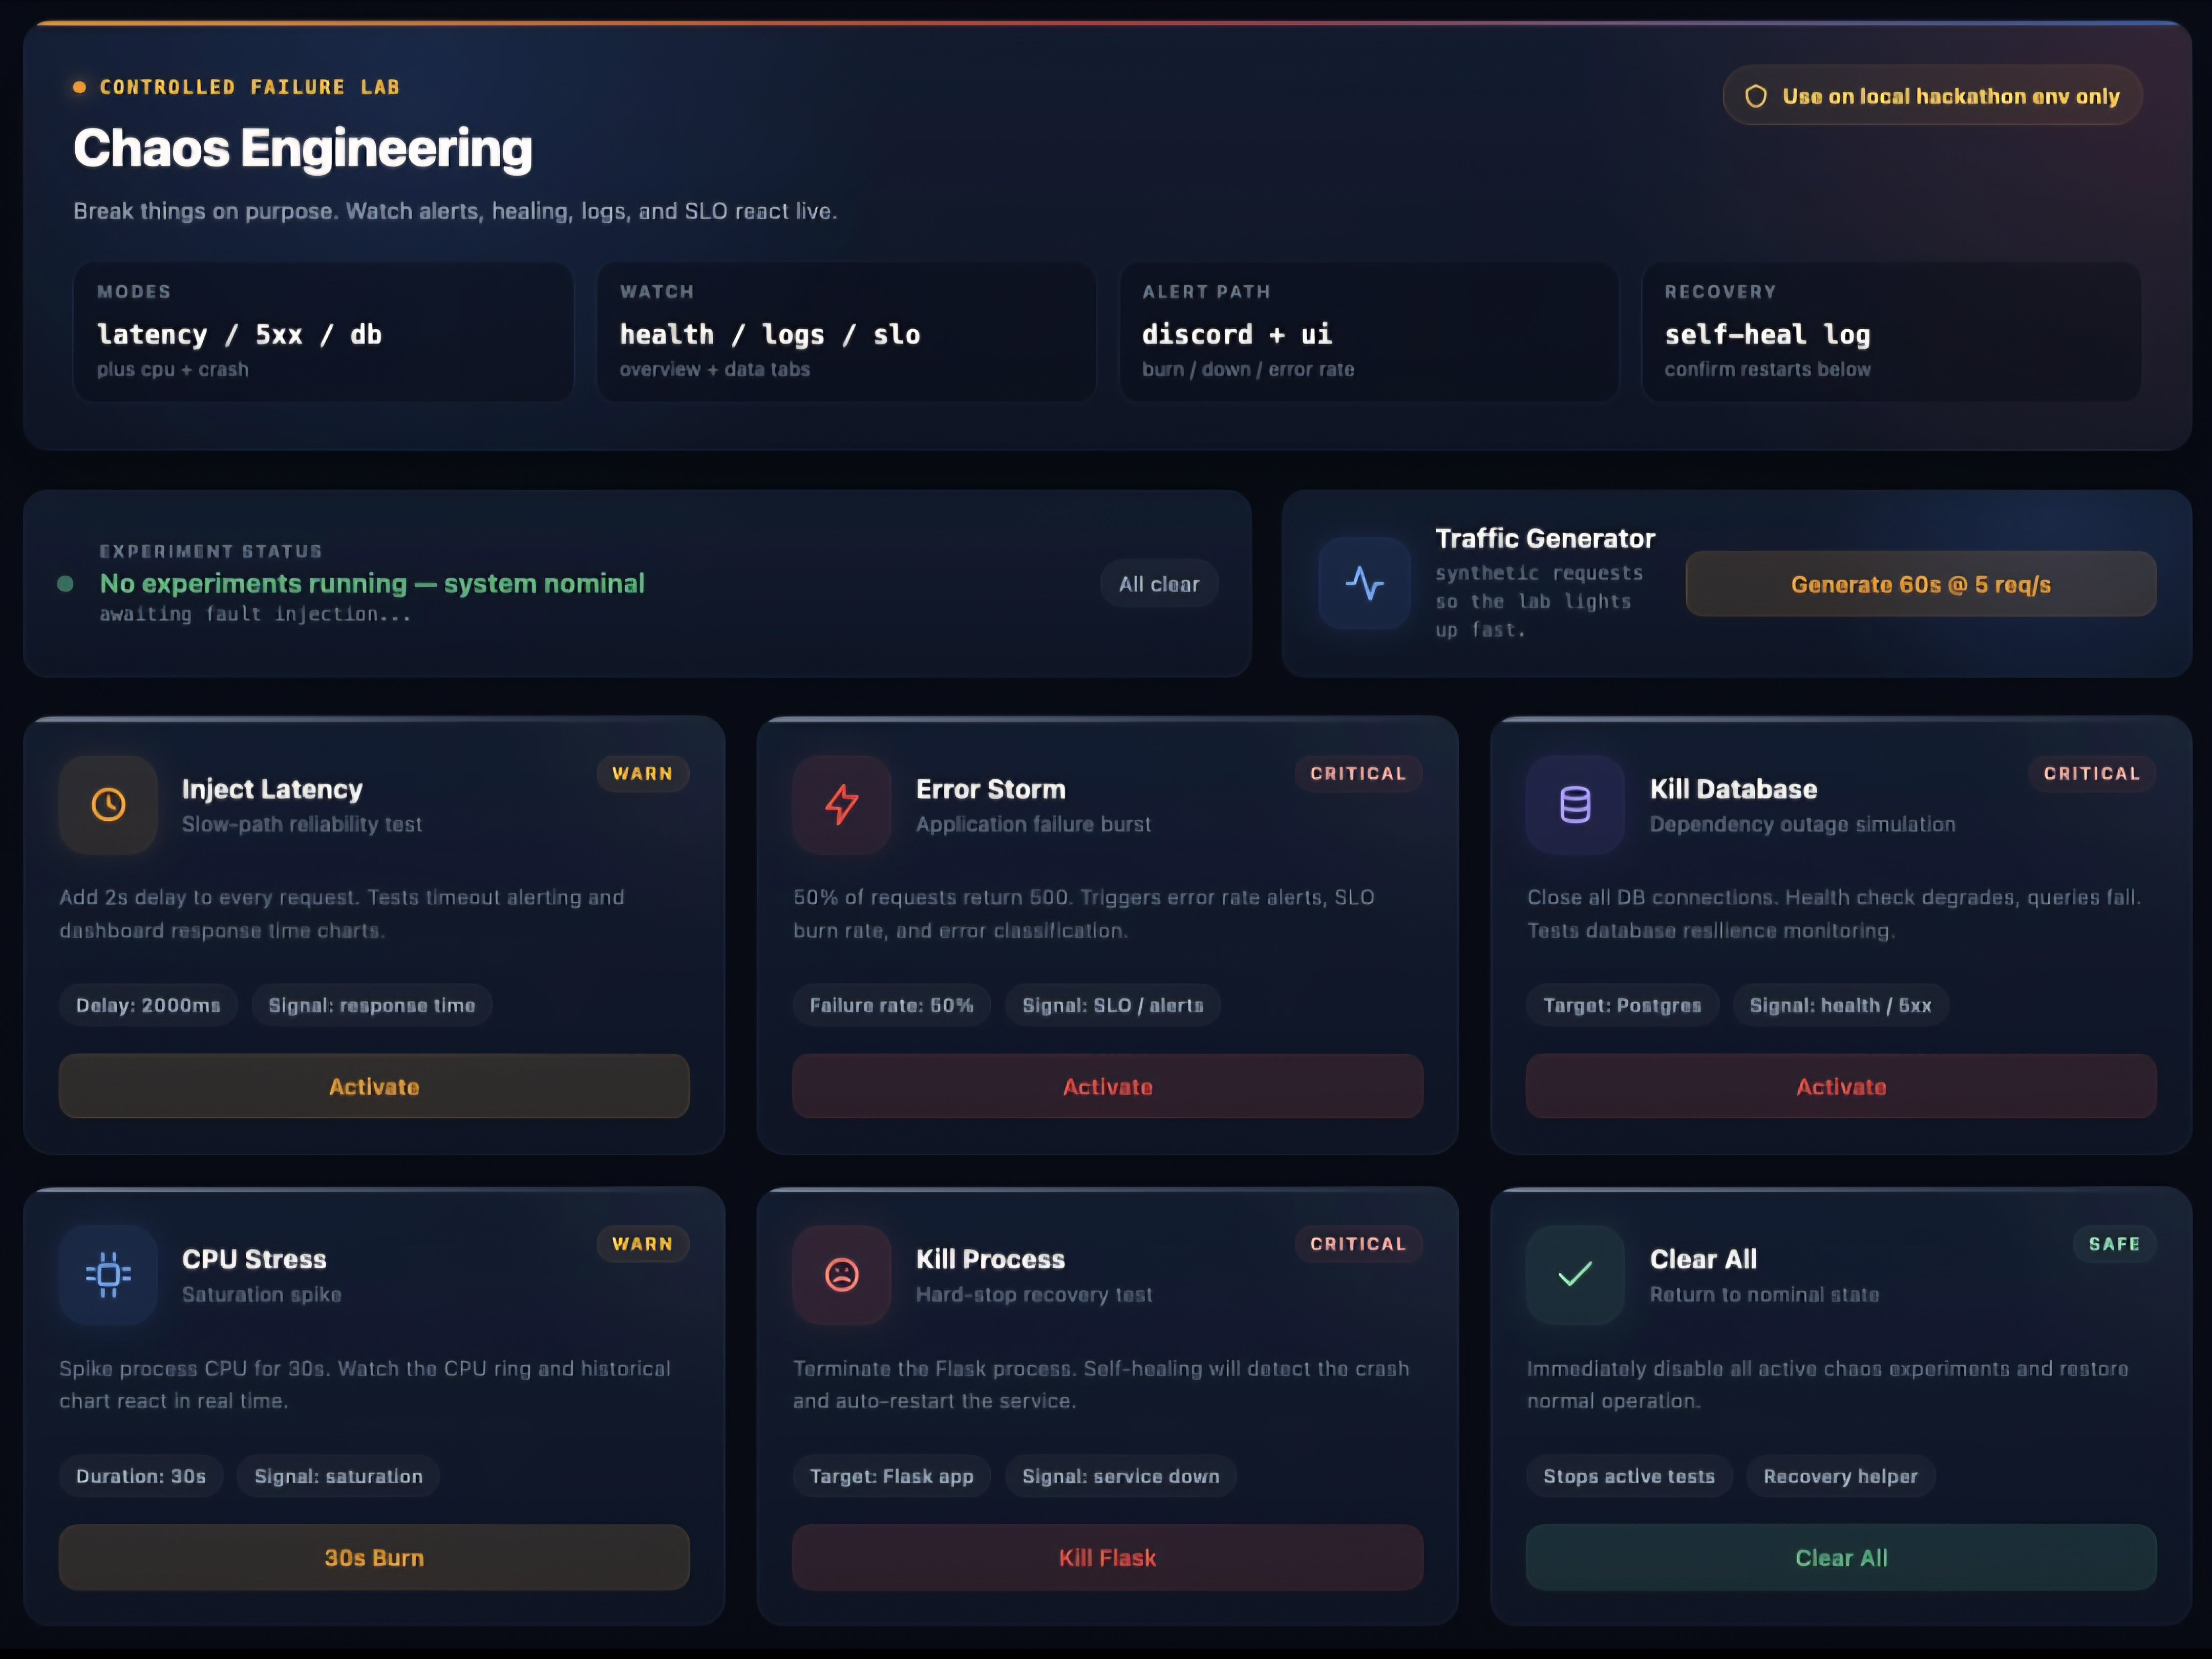 CONTROLLED FAILURE LAB
Use on local hackathon env only
Chaos Engineering
Break things on purpose. Watch alerts, healing, logs, and SLO react live.
MODES
latency / 5xx / db
plus cpu + crash
WATCH
health / logs / slo
overview + data tabs
ALERT PATH
discord + ui
burn / down / error rate
RECOVERY
self-heal log
confirm restarts below
EXPERIMENT STATUS
No experiments running — system nominal
awaiting fault injection...
All clear
Traffic Generator
synthetic requests
so the lab lights
up fast.
Generate 60s @ 5 req/s
Inject Latency
WARN
Slow-path reliability test
Add 2s delay to every request. Tests timeout alerting and
dashboard response time charts.
Delay: 2000ms
Signal: response time
Activate
Error Storm
CRITICAL
Application failure burst
50% of requests return 500. Triggers error rate alerts, SLO
burn rate, and error classification.
Failure rate: 50%
Signal: SLO / alerts
Activate
Kill Database
CRITICAL
Dependency outage simulation
Close all DB connections. Health check degrades, queries fail.
Tests database resilience monitoring.
Target: Postgres
Signal: health / 5xx
Activate
CPU Stress
WARN
Saturation spike
Spike process CPU for 30s. Watch the CPU ring and historical
chart react in real time.
Duration: 30s
Signal: saturation
30s Burn
Kill Process
CRITICAL
Hard-stop recovery test
Terminate the Flask process. Self-healing will detect the crash
and auto-restart the service.
Target: Flask app
Signal: service down
Kill Flask
Clear All
SAFE
Return to nominal state
Immediately disable all active chaos experiments and restore
normal operation.
Stops active tests
Recovery helper
Clear All